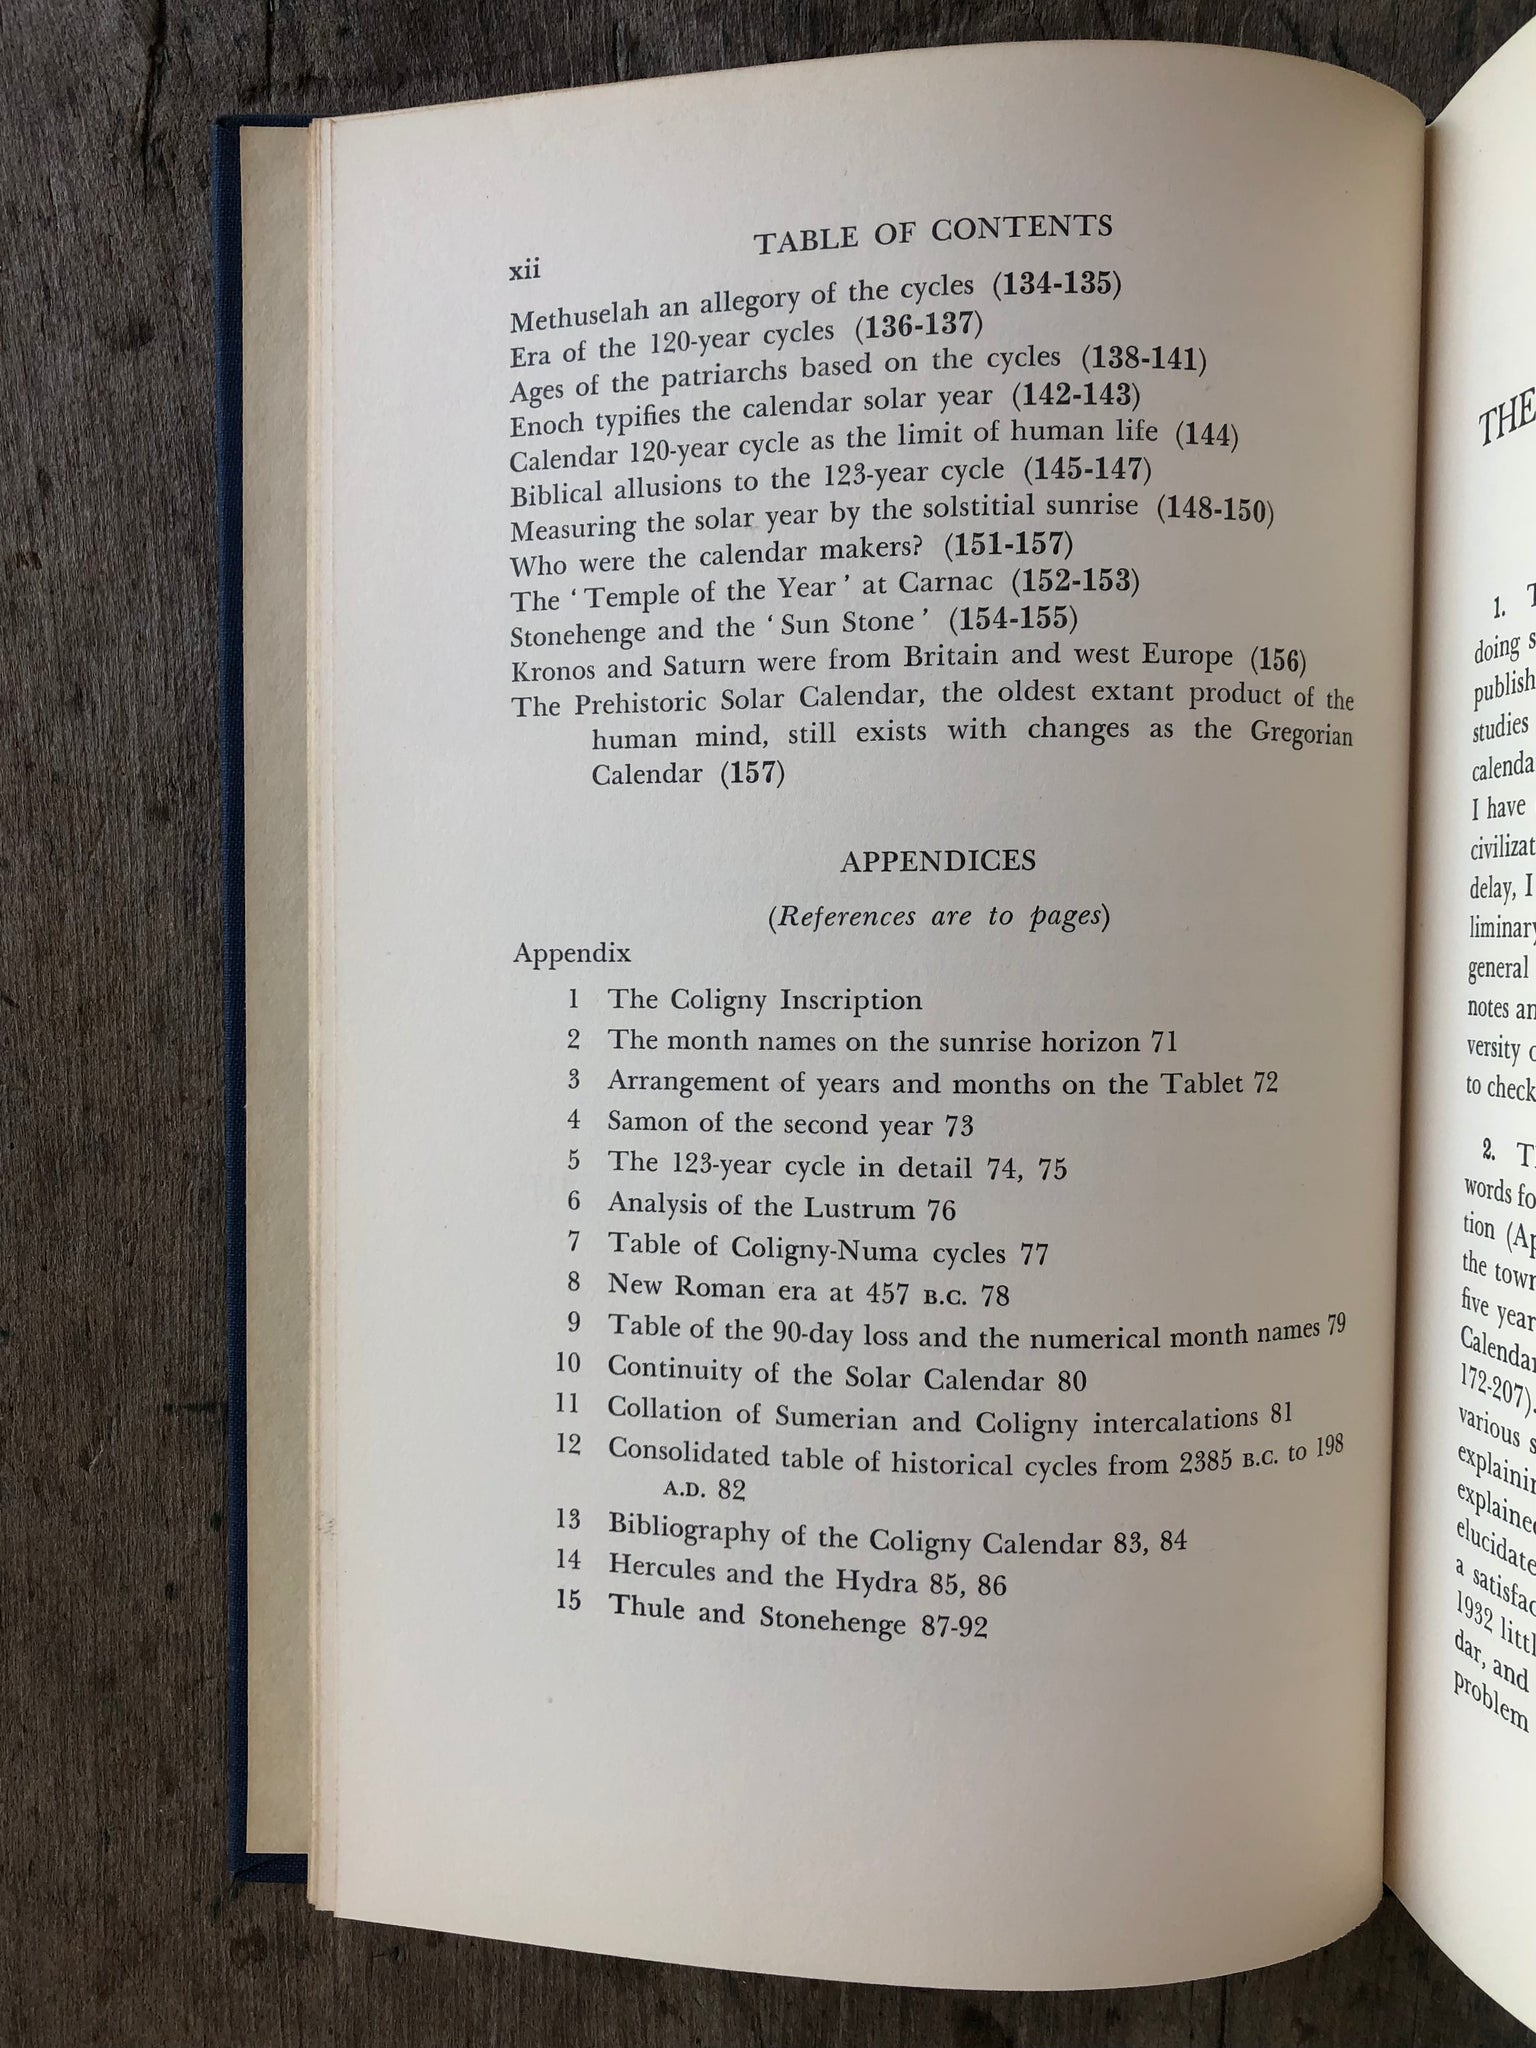 TABLE OF CONTENTS
xii
Methuselah an allegory of the cycles (134-135)
Era of the 120-year cycles (136-137)
Ages of the patriarchs based on the cycles (138-141)
Enoch typifies the calendar solar year (142-143)
Calendar 120-year cycle as the limit of human life (144)
Biblical allusions to the 123-year cycle (145-147)
Measuring the solar year by the solstitial sunrise (148-150)
Who were the calendar makers? (151-157)
The ‘Temple of the Year’ at Carnac (152-153)
Stonehenge and the ‘Sun Stone’ (154-155)
Kronos and Saturn were from Britain and west Europe (156)
The Prehistoric Solar Calendar, the oldest extant product of the
human mind, still exists with changes as the Gregorian
Calendar (157)
APPENDICES
(References are to pages)
Appendix
1 The Coligny Inscription
2 The month names on the sunrise horizon 71
3 Arrangement of years and months on the Tablet 72
4 Samon of the second year 73
5 The 123-year cycle in detail 74, 75
6 Analysis of the Lustrum 76
7 Table of Coligny-Numa cycles 77
8 New Roman era at 457 B.C. 78
9 Table of the 90-day loss and the numerical month names 79
10 Continuity of the Solar Calendar 80
11 Collation of Sumerian and Coligny intercalations 81
12 Consolidated table of historical cycles from 2385 B.C. to 198
A.D. 82
13 Bibliography of the Coligny Calendar 83, 84
14 Hercules and the Hydra 85, 86
15 Thule and Stonehenge 87-92
THE
1.
doing
publish
studies
calenda
I have
civilizat
delay, I
liminary
general
notes an
versity
to check
2.
words fo
tion (Ap
the town
five year
Calendar
172-207).
various s
explainin
explained
elucidate
a satisfac
1932 littl
dar, and
problem